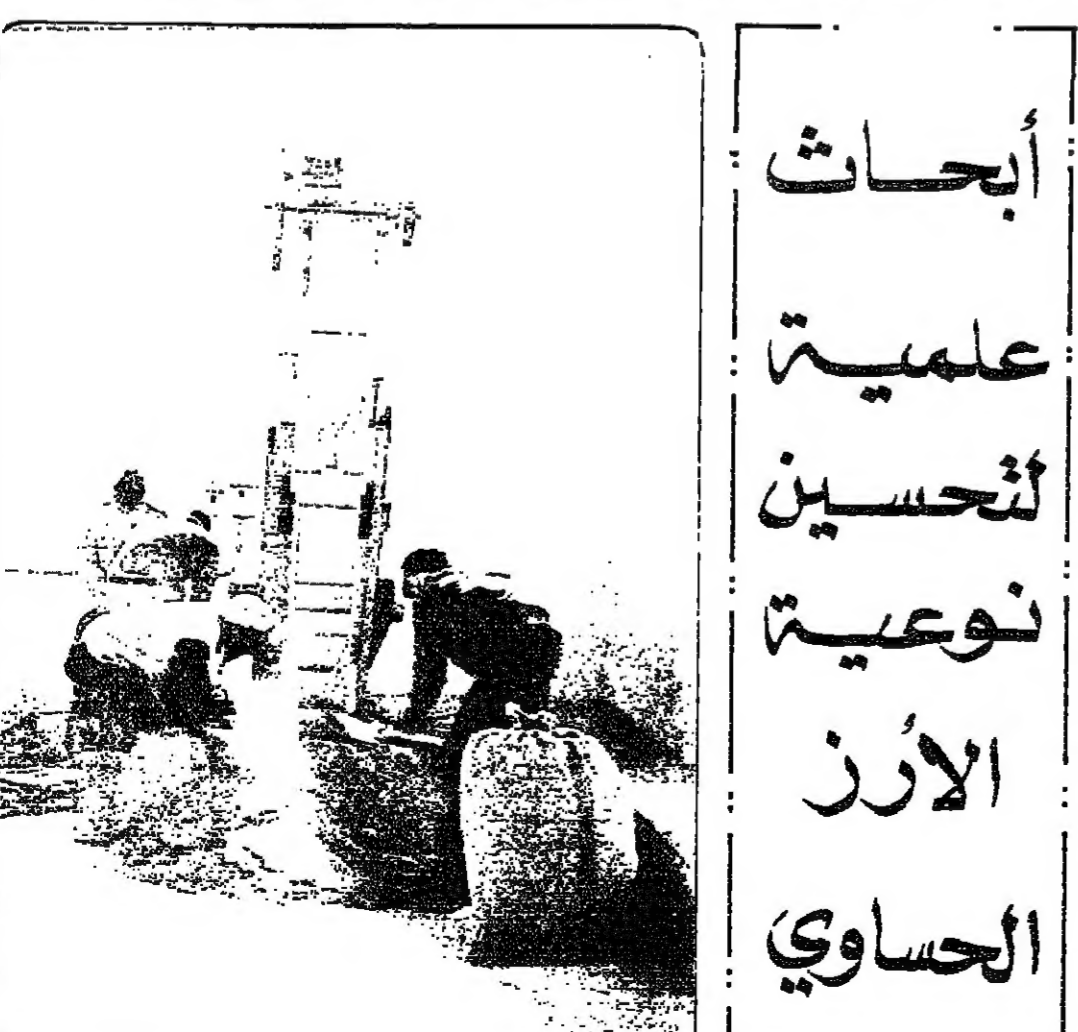 أبحاث
علمية
لتحسين
نوعية
الأرز
الحساوي